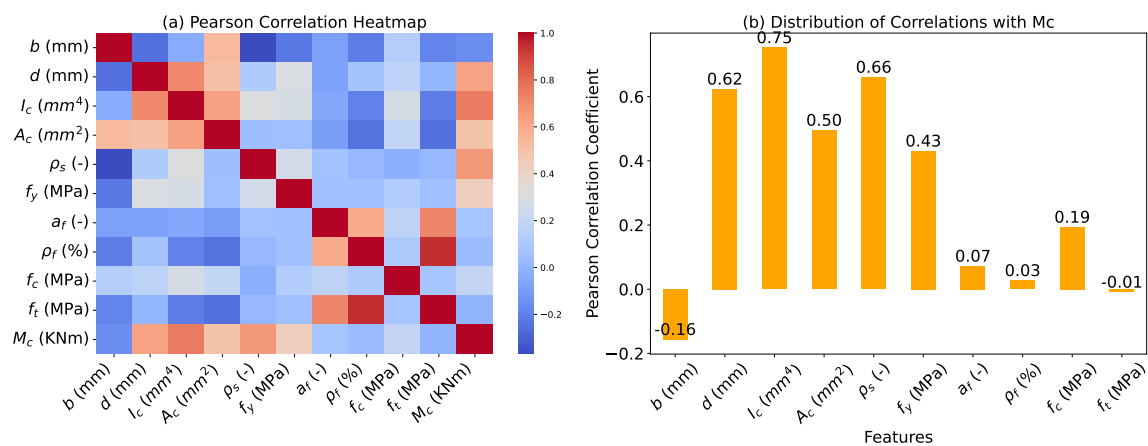 (a) Pearson Correlation Heatmap
b (mm)
d (mm)
I_c (mm^4)
A_c (mm^2)
ρ_s (-)
f_y (MPa)
a_f (-)
ρ_f (%)
f_c (MPa)
f_t (MPa)
M_c (KNm)
b (mm)
d (mm)
I_c (mm^4)
A_c (mm^2)
ρ_s (-)
f_y (MPa)
a_f (-)
ρ_f (%)
f_c (MPa)
f_t (MPa)
M_c (KNm)
1.0
0.8
0.6
0.4
0.2
0.0
−0.2
(b) Distribution of Correlations with Mc
Pearson Correlation Coefficient
0.6
0.4
0.2
0.0
−0.2
-0.16
0.62
0.75
0.50
0.66
0.43
0.07
0.03
0.19
-0.01
b (mm)
d (mm)
I_c (mm^4)
A_c (mm^2)
ρ_s (-)
f_y (MPa)
a_f (-)
ρ_f (%)
f_c (MPa)
f_t (MPa)
Features